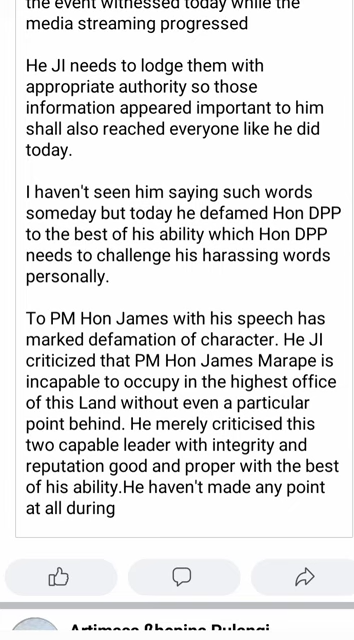 the event witnessed today while the
media streaming progressed
He JI needs to lodge them with
appropriate authority so those
information appeared important to him
shall also reached everyone like he did
today.
I haven't seen him saying such words
someday but today he defamed Hon DPP
to the best of his ability which Hon DPP
needs to challenge his harassing words
personally.
To PM Hon James with his speech has
marked defamation of character. He JI
criticized that PM Hon James Marape is
incapable to occupy in the highest office
of this Land without even a particular
point behind. He merely criticised this
two capable leader with integrity and
reputation good and proper with the best
of his ability.He haven't made any point
at all during